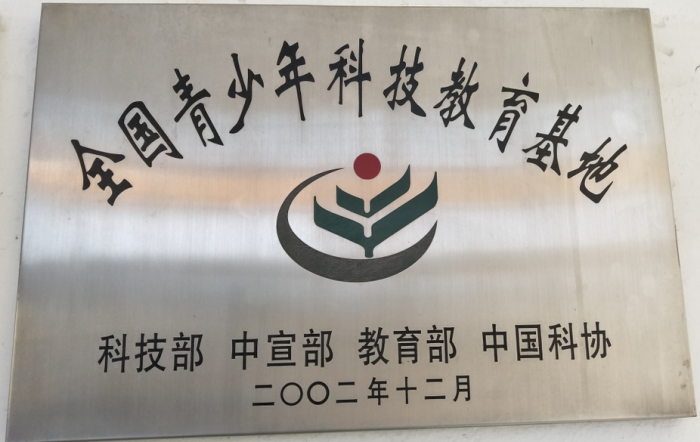 全国青少年科技教育基地
科技部 中宣部 教育部 中国科协
二〇〇二年十二月